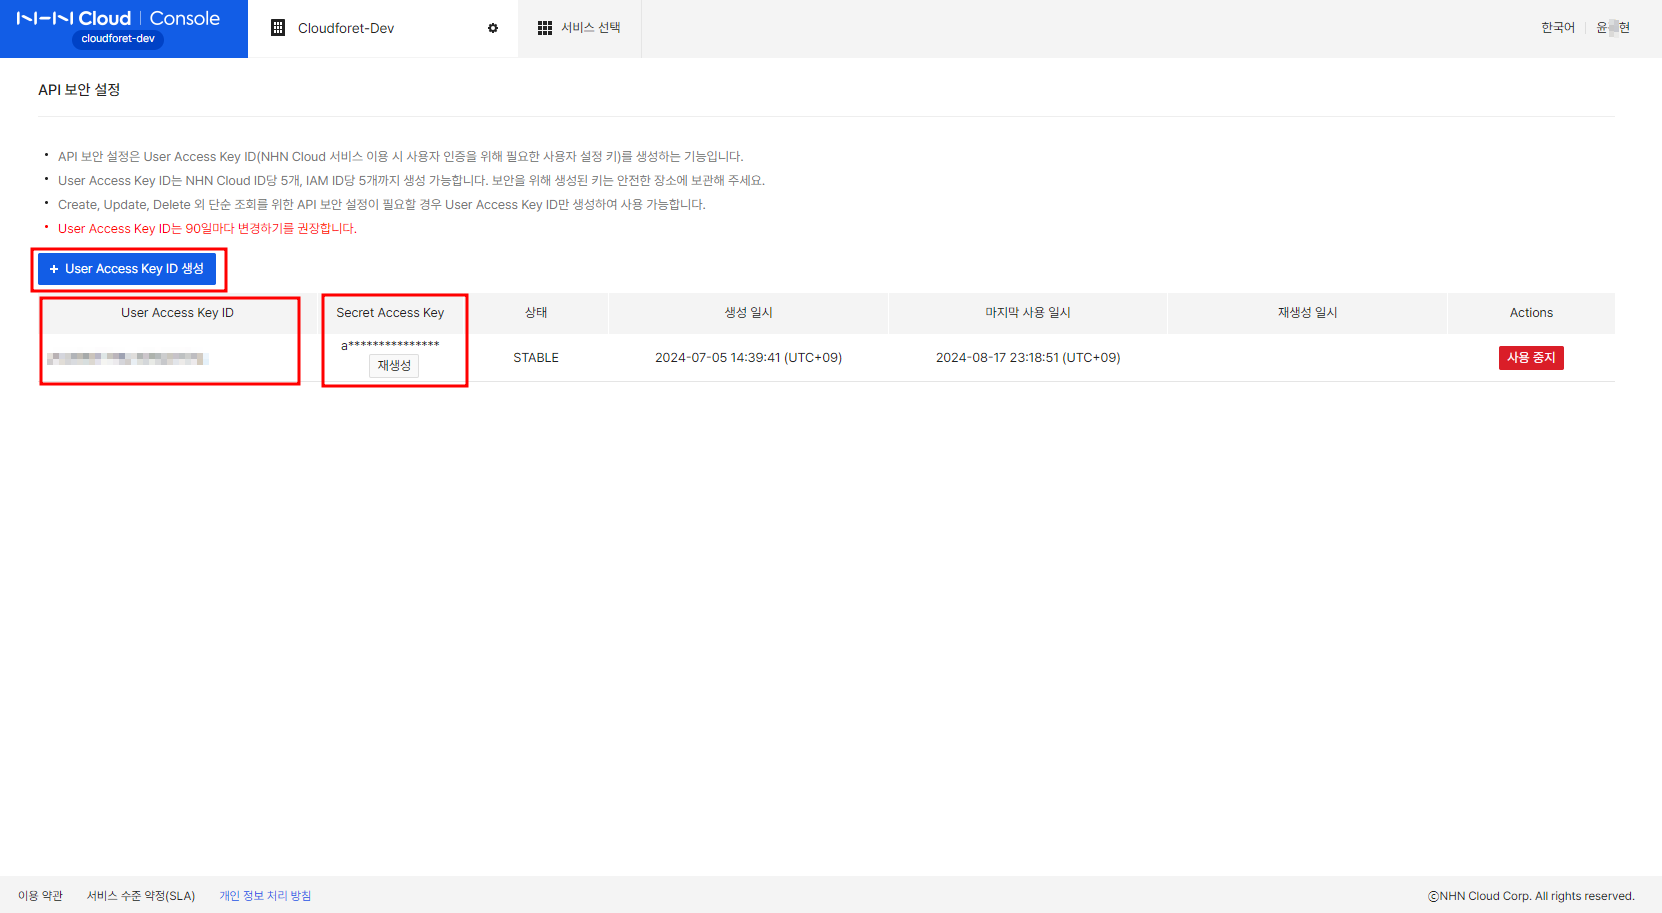 NHN Cloud | Console
cloudforet-dev
Cloudforet-Dev
서비스 선택
한국어
윤 현
API 보안 설정
· API 보안 설정은 User Access Key ID(NHN Cloud 서비스 이용 시 사용자 인증을 위해 필요한 사용자 설정 키)를 생성하는 기능입니다.
· User Access Key ID는 NHN Cloud ID당 5개, IAM ID당 5개까지 생성 가능합니다. 보안을 위해 생성된 키는 안전한 장소에 보관해 주세요.
· Create, Update, Delete 외 단순 조회를 위한 API 보안 설정이 필요할 경우 User Access Key ID만 생성하여 사용 가능합니다.
· User Access Key ID는 90일마다 변경하기를 권장합니다.
+ User Access Key ID 생성
User Access Key ID
Secret Access Key
상태
생성 일시
마지막 사용 일시
재생성 일시
Actions
a***************
재생성
STABLE
2024-07-05 14:39:41 (UTC+09)
2024-08-17 23:18:51 (UTC+09)
사용 중지
이용 약관
서비스 수준 약정(SLA)
개인 정보 처리 방침
ⓒNHN Cloud Corp. All rights reserved.